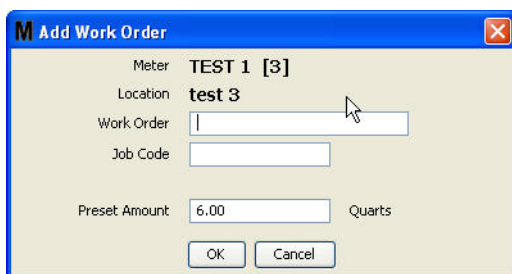 M Add Work Order
Meter TEST 1 [3]
Location test 3
Work Order
Job Code
Preset Amount 6.00 Quarts
OK Cancel